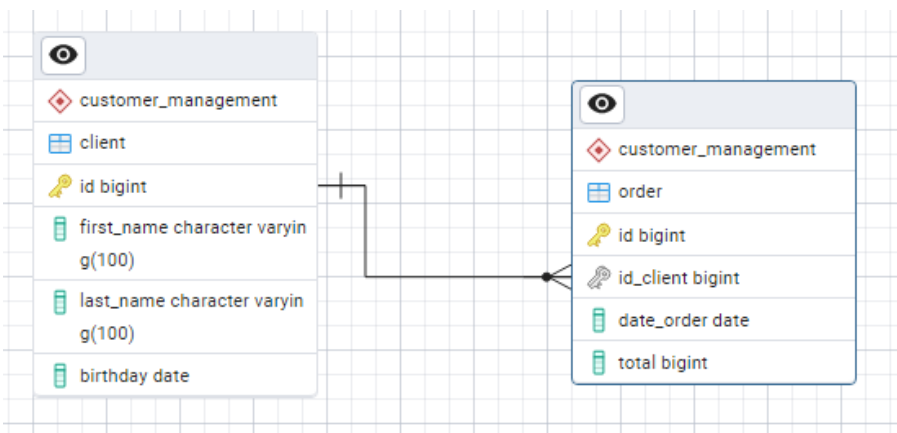 customer_management
client
id bigint
first_name character varyin
g(100)
last_name character varyin
g(100)
birthday date
customer_management
order
id bigint
id_client bigint
date_order date
total bigint